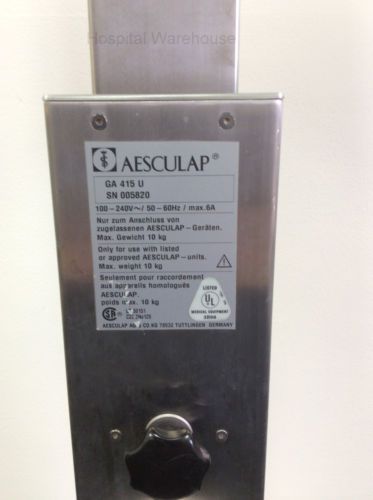 Hospital Warehouse
AESCULAP®
GA 415 U
SN 005820
100-240V~/ 50-60Hz / max.6A
Nur zum Anschluss von
zugelassenen AESCULAP-Geräten.
Max. Gewicht 10 kg
Only for use with listed
or approved AESCULAP-units.
Max. weight 10 kg
Seulement pour raccordement
aux appareils homologués
AESCULAP.
poids max. 10 kg
LISTED
UL
MEDICAL EQUIPMENT
AESCULAP AG & CO.KG 78532 TUTTLINGEN GERMANY